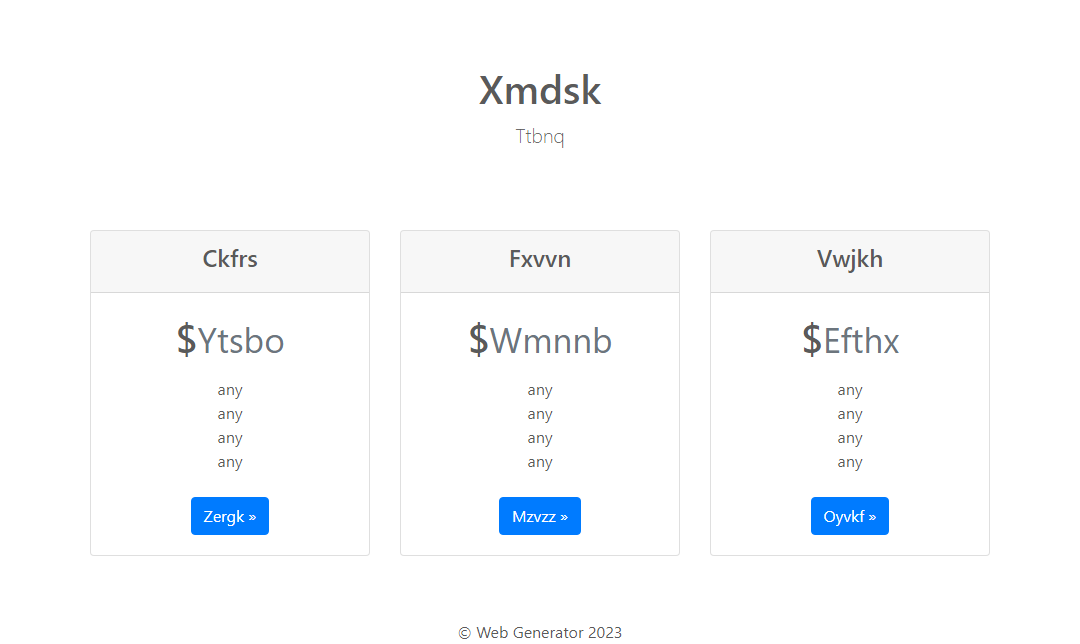 Xmdsk
Ttbnq
Ckfrs
$Ytsbo
any
any
any
any
Zergk »
Fxvvn
$Wmnnb
any
any
any
any
Mzvzz »
Vwjkh
$Efthx
any
any
any
any
Oyvkf »
© Web Generator 2023